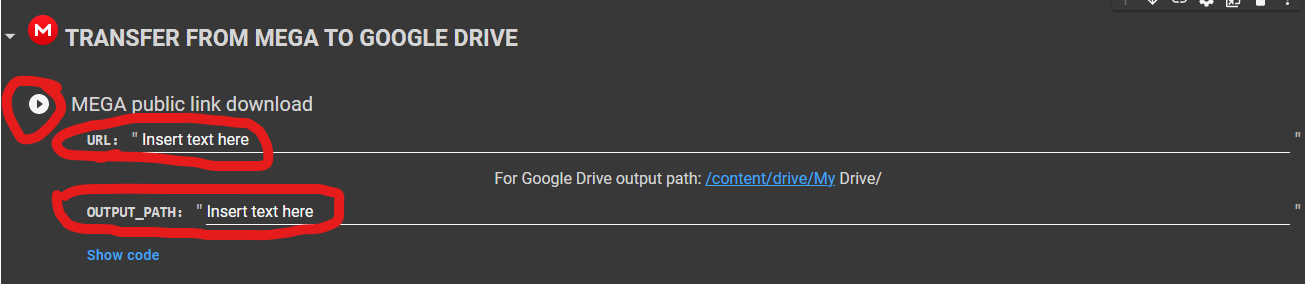 TRANSFER FROM MEGA TO GOOGLE DRIVE
MEGA public link download
URL: " Insert text here "
For Google Drive output path: /content/drive/My Drive/
OUTPUT_PATH: " Insert text here "
Show code